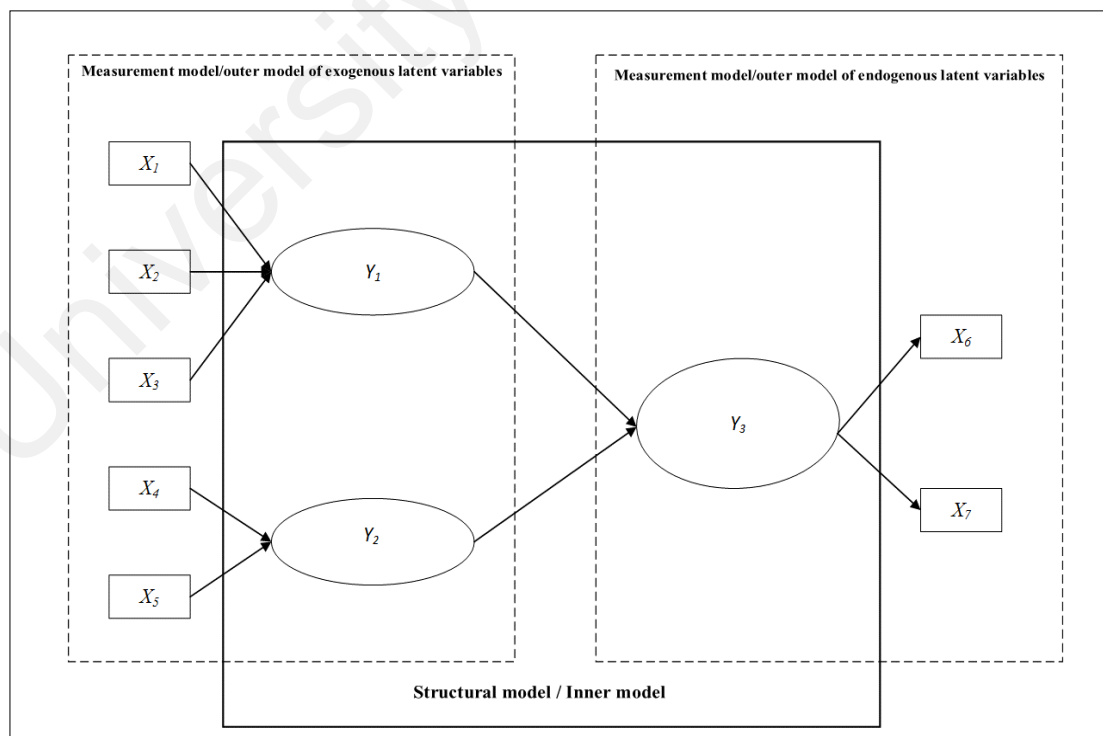 University
Measurement model/outer model of exogenous latent variables
Measurement model/outer model of endogenous latent variables
X₁
X₂
X₃
X₄
X₅
Y₁
Y₂
Y₃
X₆
X₇
Structural model / Inner model